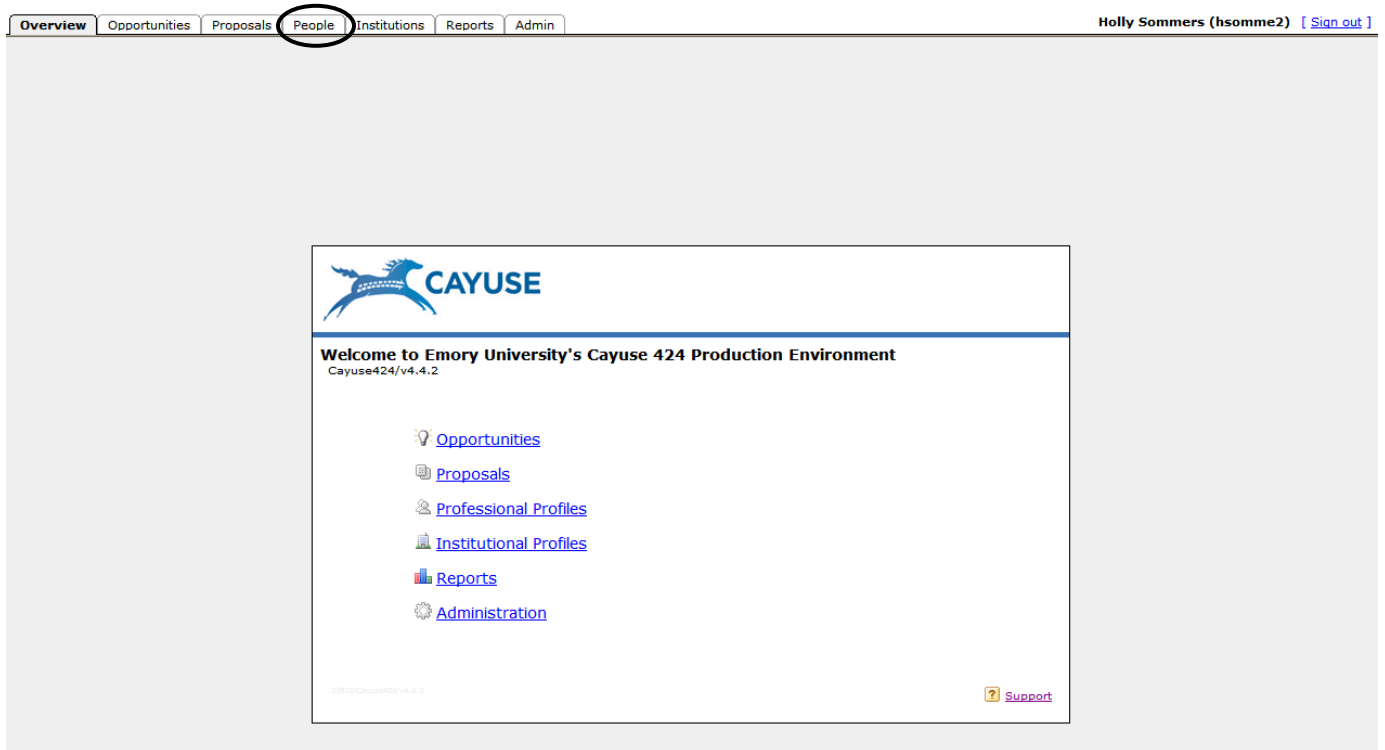 Overview Opportunities Proposals People Institutions Reports Admin Holly Sommers (hsomme2) [ Sign out ]
CAYUSE
Welcome to Emory University's Cayuse 424 Production Environment
Cayuse424/v4.4.2
Opportunities
Proposals
Professional Profiles
Institutional Profiles
Reports
Administration
? Support